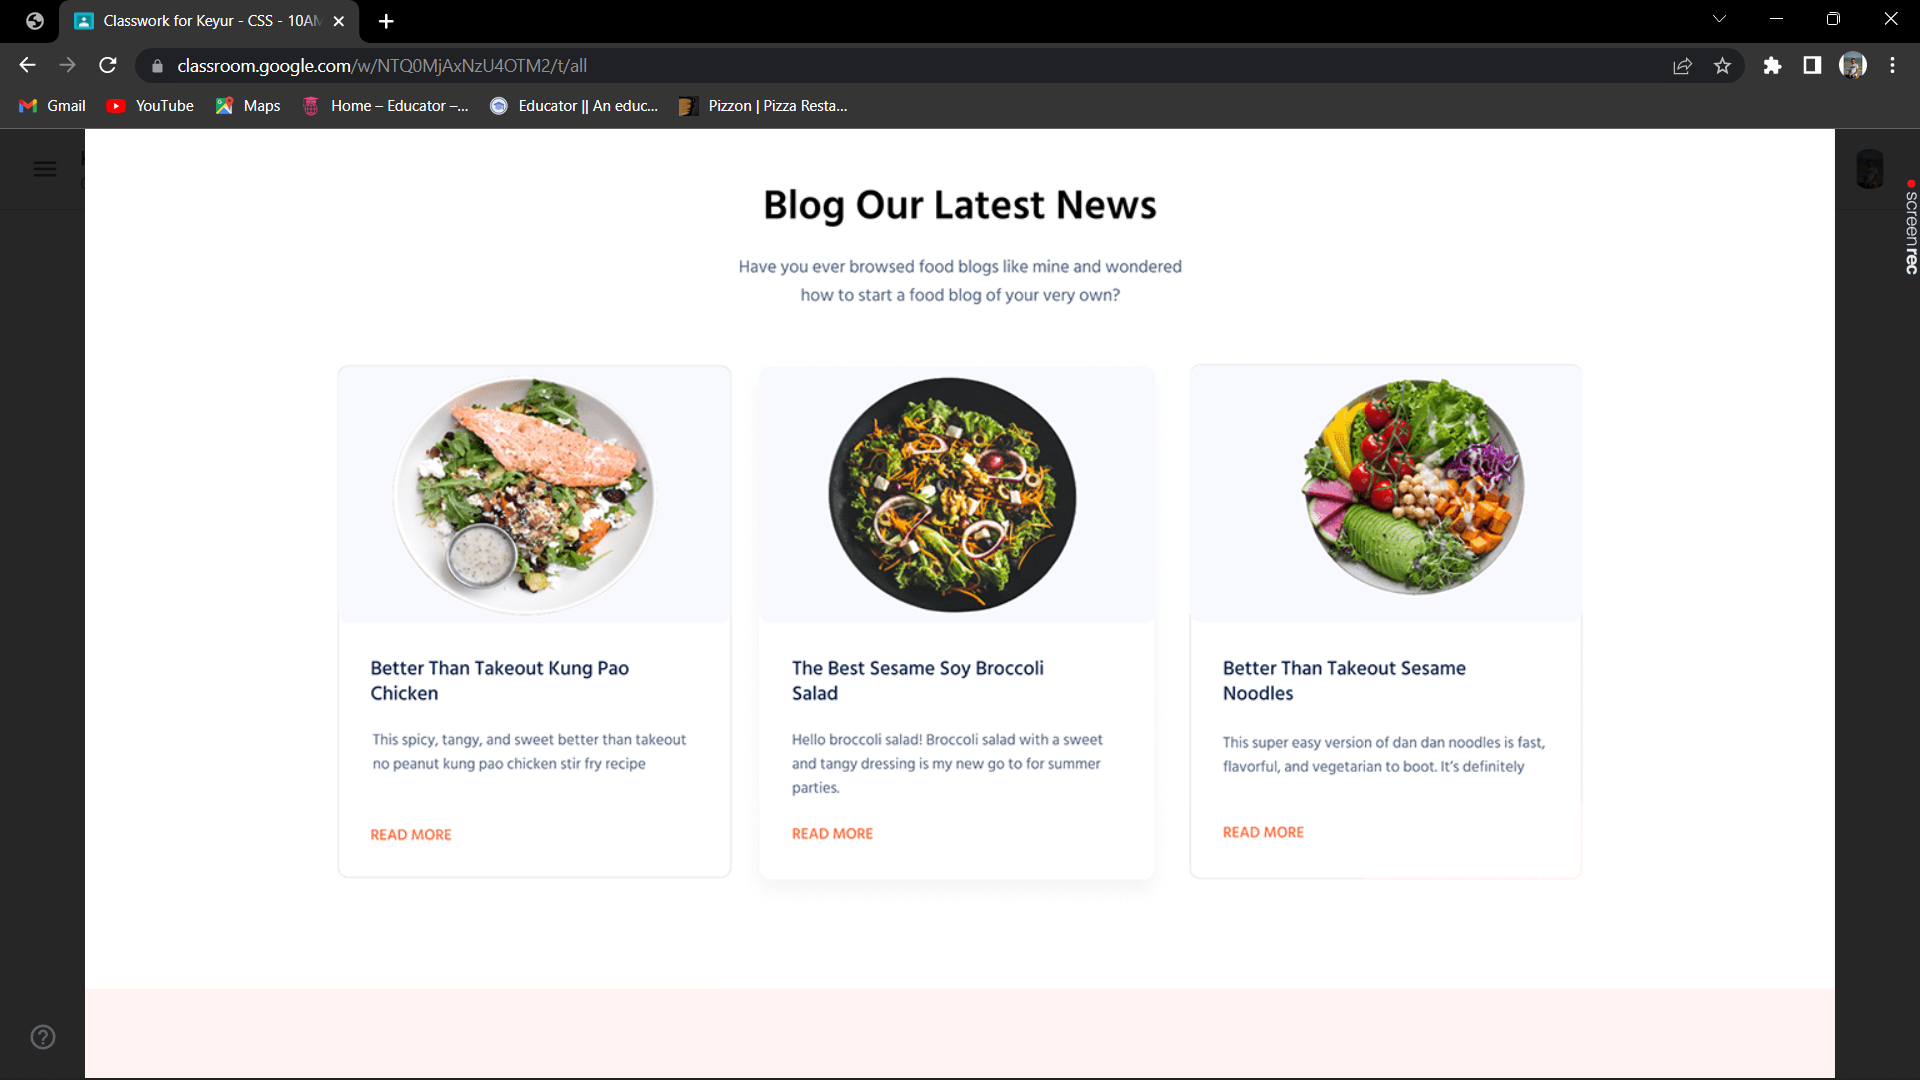 Classwork for Keyur - CSS - 10AM
classroom.google.com/w/NTQ0MjAxNzU4OTM2/t/all
Gmail
YouTube
Maps
Home – Educator –...
Educator || An educ...
Pizzon | Pizza Resta...
screenrec
Blog Our Latest News
Have you ever browsed food blogs like mine and wondered
how to start a food blog of your very own?
Better Than Takeout Kung Pao
Chicken
This spicy, tangy, and sweet better than takeout
no peanut kung pao chicken stir fry recipe
READ MORE
The Best Sesame Soy Broccoli
Salad
Hello broccoli salad! Broccoli salad with a sweet
and tangy dressing is my new go to for summer
parties.
READ MORE
Better Than Takeout Sesame
Noodles
This super easy version of dan dan noodles is fast,
flavorful, and vegetarian to boot. It’s definitely
READ MORE